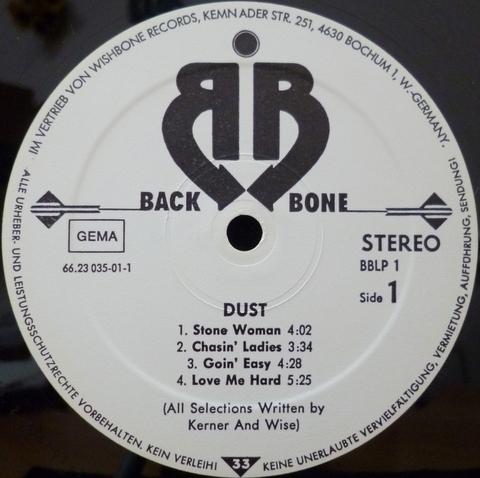 IM VERTRIEB VON WISHBONE RECORDS, KEMNADER STR. 251, 4630 BOCHUM 1, W.-GERMANY.
BACK BONE
GEMA
STEREO
66.23 035-01-1
BBLP 1
Side 1
DUST
1. Stone Woman 4:02
2. Chasin' Ladies 3:34
3. Goin' Easy 4:28
4. Love Me Hard 5:25
(All Selections Written by
Kerner And Wise)
ALLE URHEBER- UND LEISTUNGSSCHUTZRECHTE VORBEHALTEN. KEIN VERLEIH! KEINE UNERLAUBTE VERVIELFÄLTIGUNG, VERMIETUNG, AUFFÜHRUNG, SENDUNG!
33